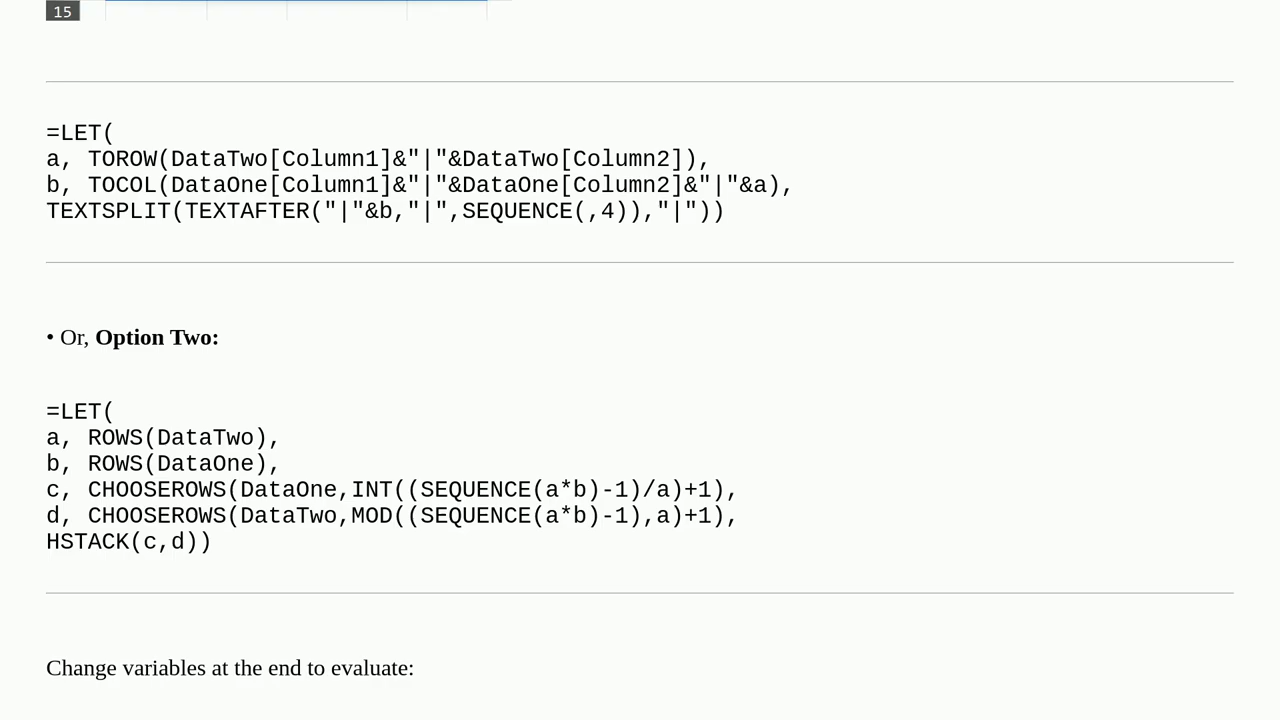 15
=LET(
a, TOROW(DataTwo[Column1]&"|"&DataTwo[Column2]),
b, TOCOL(DataOne[Column1]&"|"&DataOne[Column2]&"|"&a),
TEXTSPLIT(TEXTAFTER("|"&b,"|",SEQUENCE(,4)),"|"))
• Or, Option Two:
=LET(
a, ROWS(DataTwo),
b, ROWS(DataOne),
c, CHOOSEROWS(DataOne,INT((SEQUENCE(a*b)-1)/a)+1),
d, CHOOSEROWS(DataTwo,MOD((SEQUENCE(a*b)-1),a)+1),
HSTACK(c,d))
Change variables at the end to evaluate: